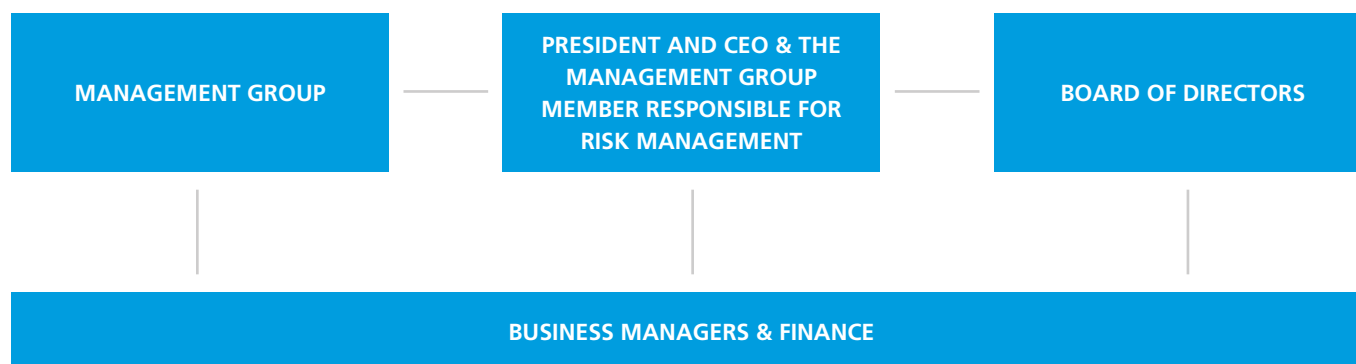 MANAGEMENT GROUP
PRESIDENT AND CEO & THE
MANAGEMENT GROUP
MEMBER RESPONSIBLE FOR
RISK MANAGEMENT
BOARD OF DIRECTORS
BUSINESS MANAGERS & FINANCE